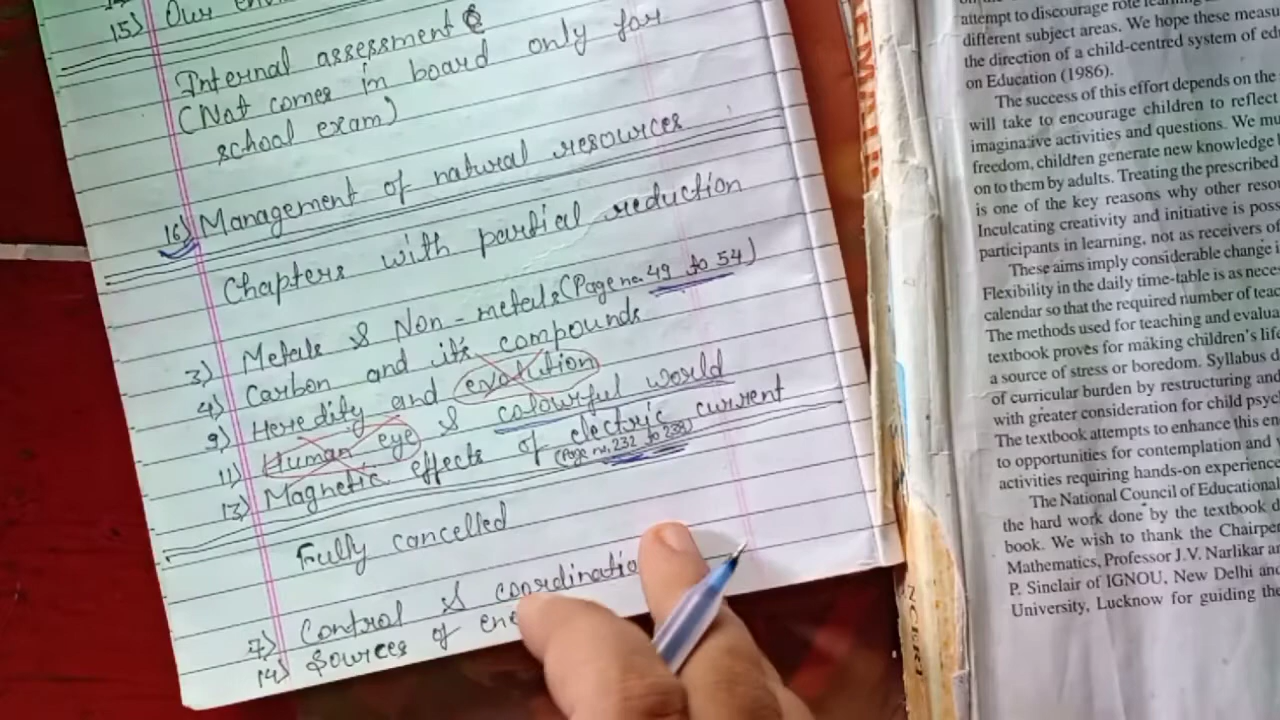 15) Our
Internal assessment
(Not comes in board only for
school exam)
16) Management of natural resources
Chapters with partial reduction
3) Metals & Non-metals (Page no. 49 to 54)
4) Carbon and its compounds
9) Heredity and evolution
11) Human eye & colourful world
13) Magnetic effects of electric current
(Page no, 232 to 238)
Fully cancelled
7) Control & coordinatio
14) Sources of ene
attempt to discourage rote
different subject areas. We hope these measu
the direction of a child-centred system of ed
on Education (1986).
The success of this effort depends on the
will take to encourage children to reflect
imaginative activities and questions. We mu
freedom, children generate new knowledge
on to them by adults. Treating the prescribed
is one of the key reasons why other reso
Inculcating creativity and initiative is poss
participants in learning, not as receivers of
These aims imply considerable change
Flexibility in the daily time-table is as nece
calendar so that the required number of teac
The methods used for teaching and evalua
textbook proves for making children's life
a source of stress or boredom. Syllabus d
of curricular burden by restructuring and
with greater consideration for child psyc
The textbook attempts to enhance this en
to opportunities for contemplation and
activities requiring hands-on experience
The National Council of Educational
the hard work done by the textbook d
book. We wish to thank the Chairpe
Mathematics, Professor J.V. Narlikar an
P. Sinclair of IGNOU, New Delhi and
University, Lucknow for guiding the